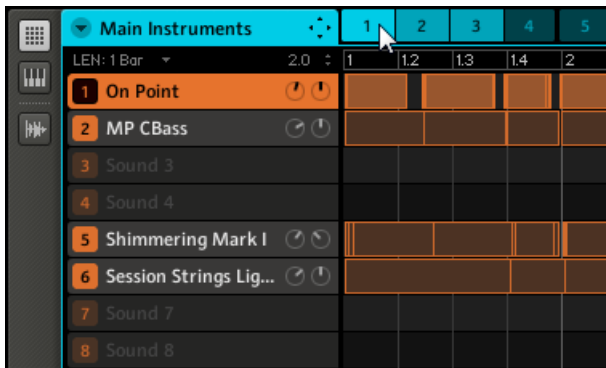 Main Instruments 1 2 3 4 5
LEN: 1 Bar 2.0 1 1.2 1.3 1.4 2
1 On Point
2 MP CBass
3 Sound 3
4 Sound 4
5 Shimmering Mark I
6 Session Strings Lig...
7 Sound 7
8 Sound 8